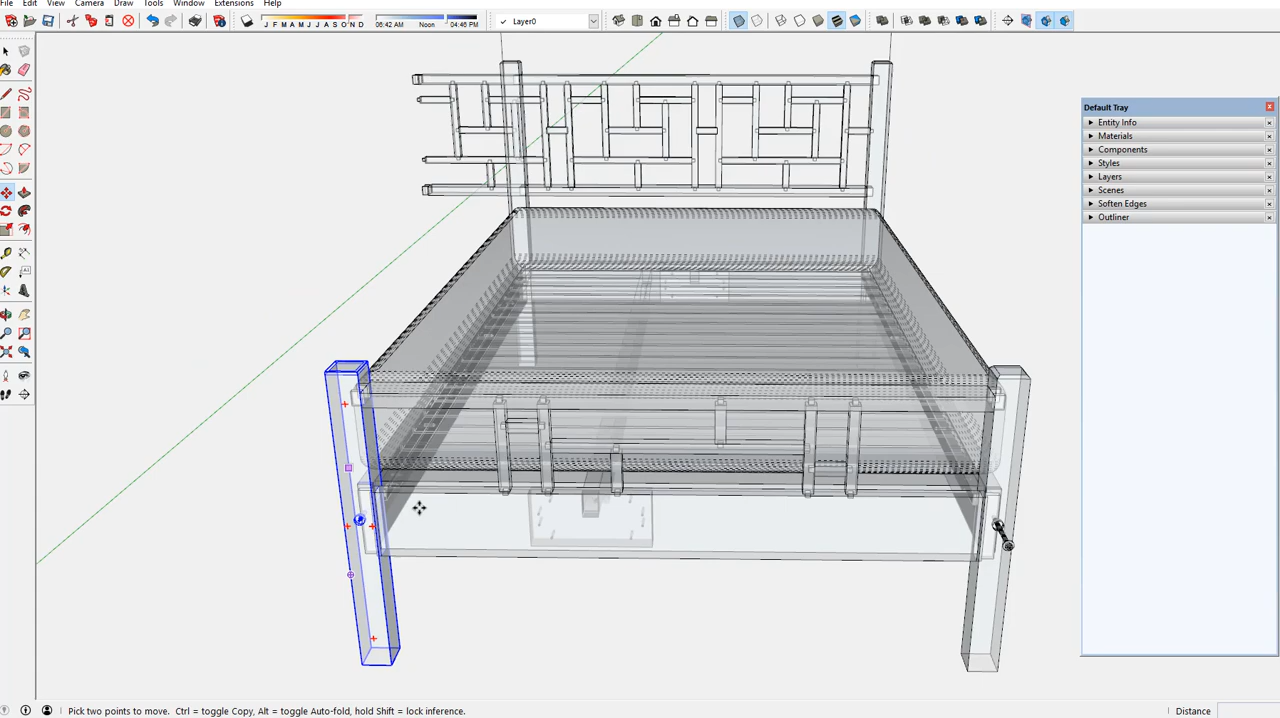 File Edit View Camera Draw Tools Window Extensions Help
J F M A M J J A S O N D
06:42 AM Noon 04:46 PM
Layer0
Default Tray
Entity Info
Materials
Components
Styles
Layers
Scenes
Soften Edges
Outliner
Pick two points to move. Ctrl = toggle Copy, Alt = toggle Auto-fold, hold Shift = lock inference.
Distance